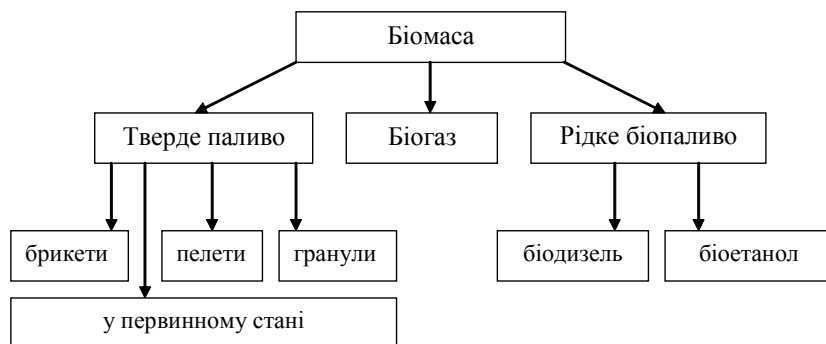 Біомаса
Тверде паливо
Біогаз
Рідке біопаливо
брикети
пелети
гранули
біодизель
біоетанол
у первинному стані